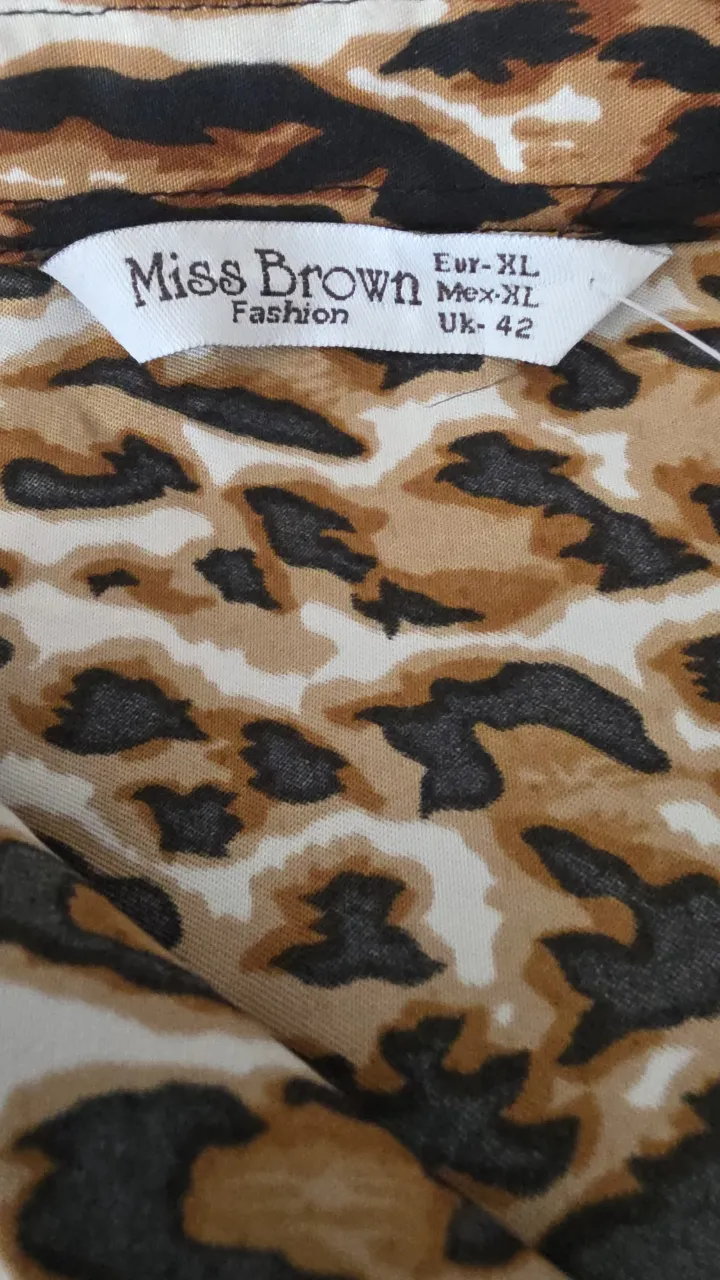 Miss Brown
Fashion
Eur-XL
Mex-XL
Uk- 42